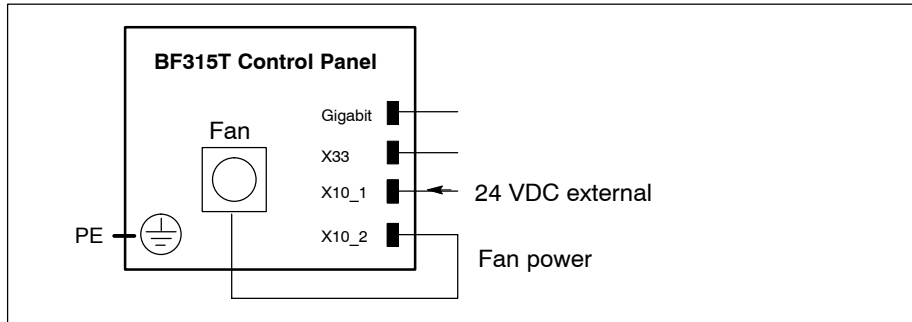 BF315T Control Panel
Gigabit
Fan
X33
X10_1
24 VDC external
PE
X10_2
Fan power